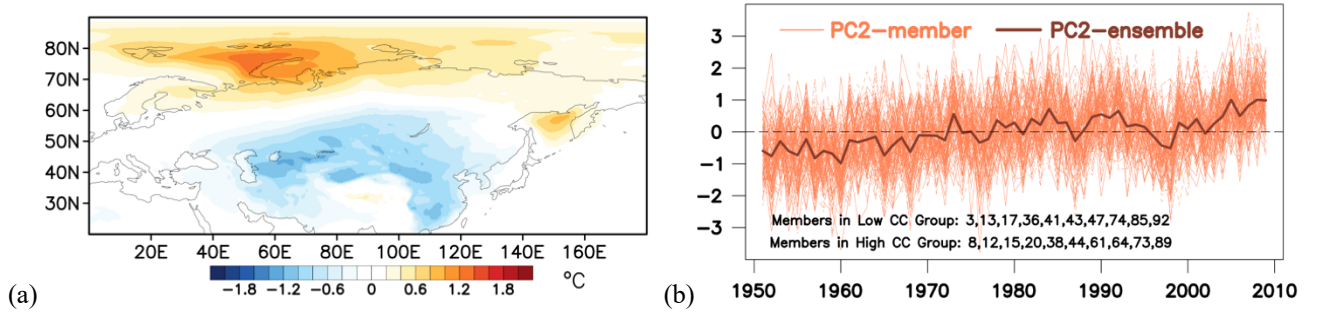 80N
70N
60N
50N
40N
30N
20E 40E 60E 80E 100E 120E 140E 160E
−1.8 −1.2 −0.6 0 0.6 1.2 1.8 °C
(a)
PC2−member PC2−ensemble
3
2
1
0
−1
−2
−3
Members in Low CC Group: 3,13,17,36,41,43,47,74,85,92
Members in High CC Group: 8,12,15,20,38,44,61,64,73,89
1950 1960 1970 1980 1990 2000 2010
(b)